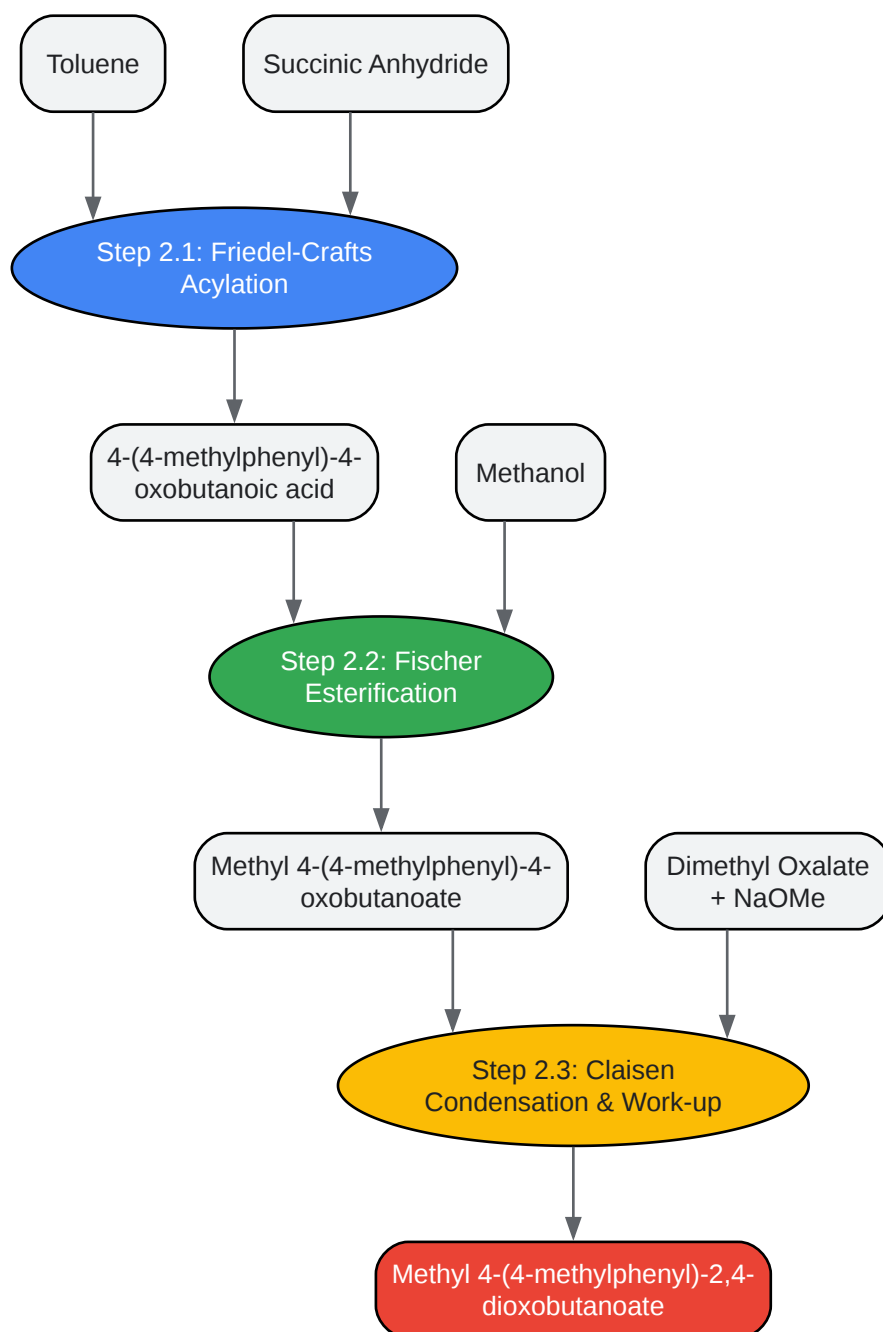 Toluene
Succinic Anhydride
Step 2.1: Friedel-Crafts
Acylation
4-(4-methylphenyl)-4-
oxobutanoic acid
Methanol
Step 2.2: Fischer
Esterification
Methyl 4-(4-methylphenyl)-4-
oxobutanoate
Dimethyl Oxalate
+ NaOMe
Step 2.3: Claisen
Condensation & Work-up
Methyl 4-(4-methylphenyl)-2,4-
dioxobutanoate